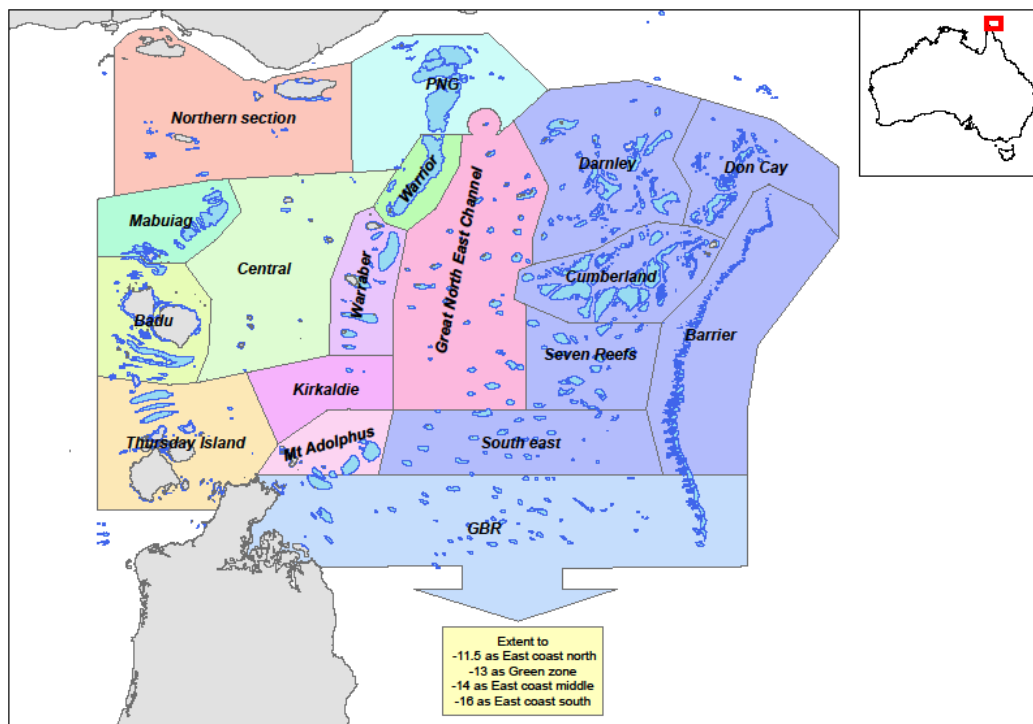 PNG
Northern section
Darnley
Don Cay
Warrior
Mabuiag
Central
Warraber
Great North East Channel
Cumberland
Badu
Barrier
Seven Reefs
Kirkaldie
Thursday Island
Mt Adolphus
South east
GBR
Extent to
-11.5 as East coast north
-13 as Green zone
-14 as East coast middle
-16 as East coast south